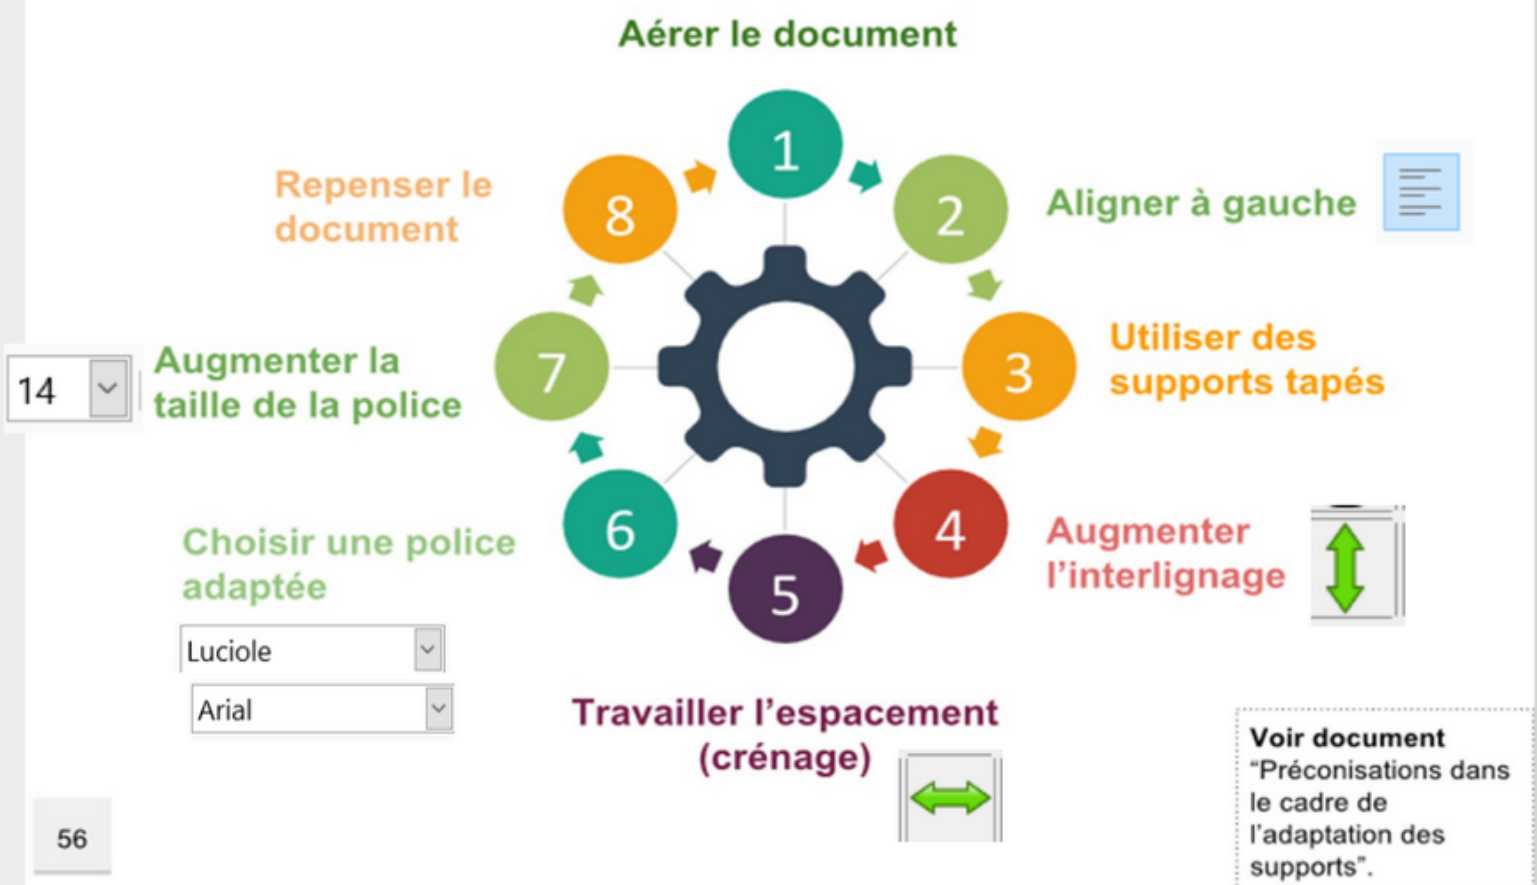 Aérer le document
1
2
Aligner à gauche
3
Utiliser des
supports tapés
4
Augmenter
l’interlignage
5
Travailler l’espacement
(crénage)
6
Choisir une police
adaptée
Luciole
Arial
7
Augmenter la
taille de la police
14
8
Repenser le
document
Voir document
“Préconisations dans
le cadre de
l’adaptation des
supports”.
56